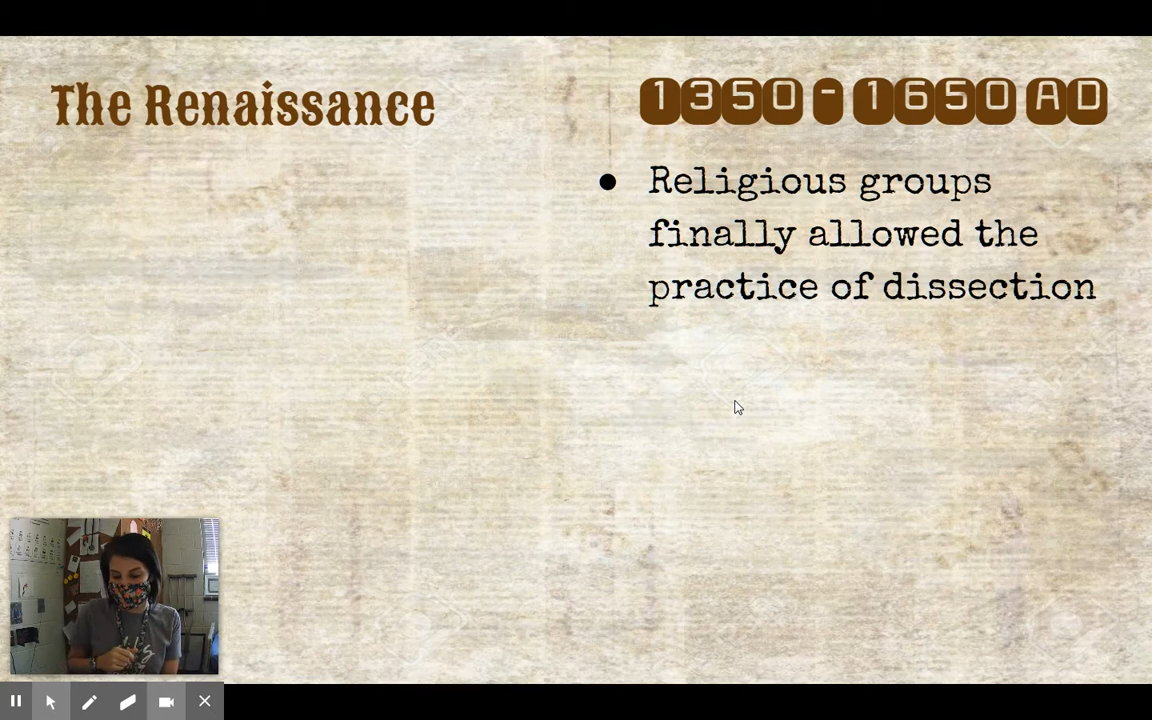 The Renaissance
1350 - 1650 AD
● Religious groups
finally allowed the
practice of dissection